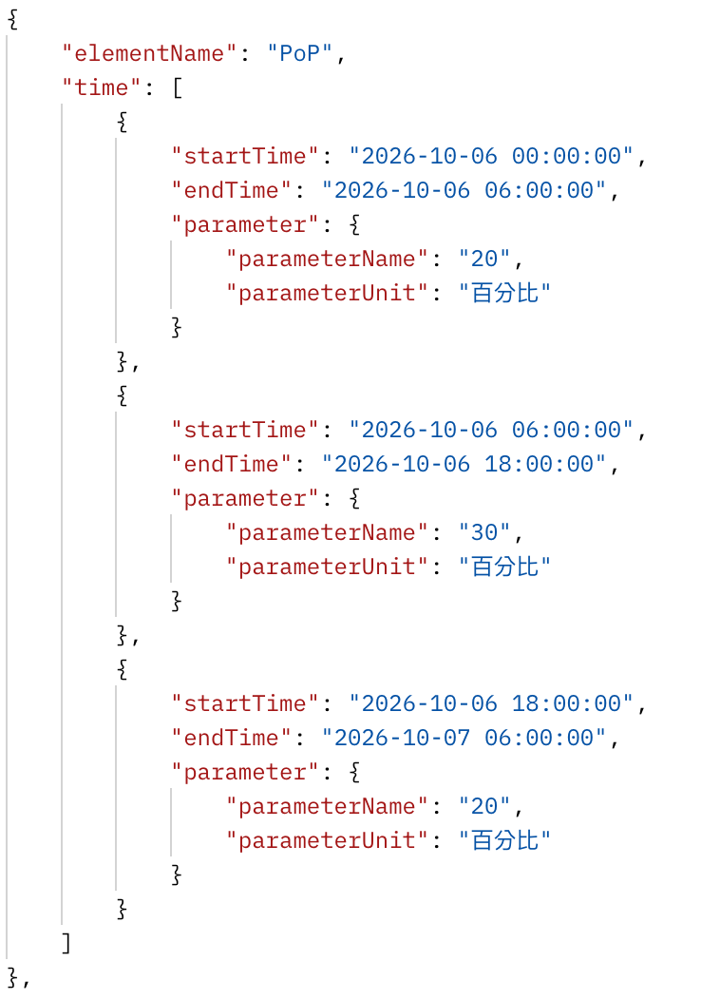 {
    "elementName": "PoP",
    "time": [
        {
            "startTime": "2026-10-06 00:00:00",
            "endTime": "2026-10-06 06:00:00",
            "parameter": {
                "parameterName": "20",
                "parameterUnit": "百分比"
            }
        },
        {
            "startTime": "2026-10-06 06:00:00",
            "endTime": "2026-10-06 18:00:00",
            "parameter": {
                "parameterName": "30",
                "parameterUnit": "百分比"
            }
        },
        {
            "startTime": "2026-10-06 18:00:00",
            "endTime": "2026-10-07 06:00:00",
            "parameter": {
                "parameterName": "20",
                "parameterUnit": "百分比"
            }
        }
    ]
},